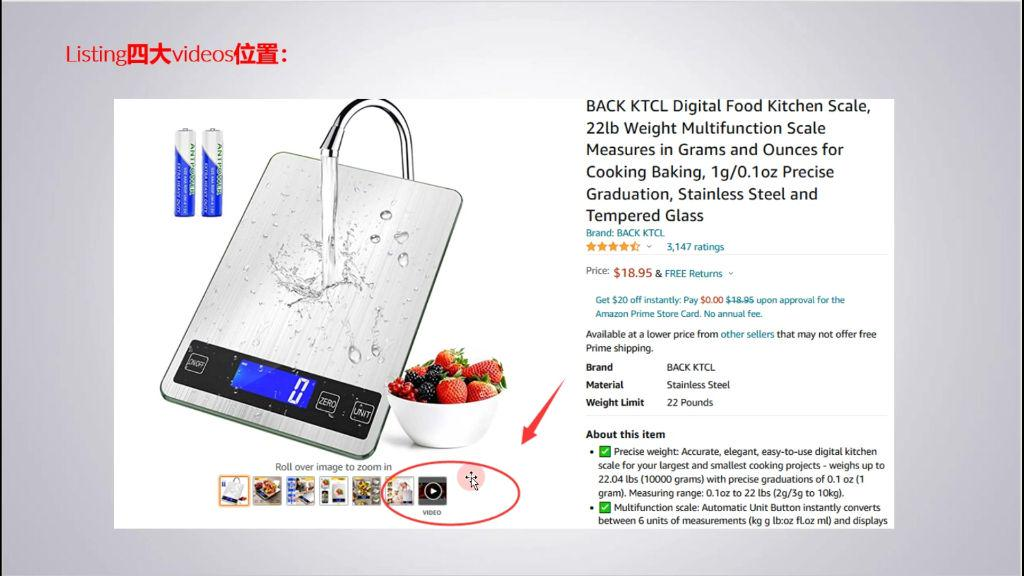 Listing四大videos位置：
BACK KTCL Digital Food Kitchen Scale,
22lb Weight Multifunction Scale
Measures in Grams and Ounces for
Cooking Baking, 1g/0.1oz Precise
Graduation, Stainless Steel and
Tempered Glass
Brand: BACK KTCL
3,147 ratings
Price: $18.95 & FREE Returns
Get $20 off instantly: Pay $0.00 $18.95 upon approval for the
Amazon Prime Store Card. No annual fee.
Available at a lower price from other sellers that may not offer free
Prime shipping.
Brand BACK KTCL
Material Stainless Steel
Weight Limit 22 Pounds
About this item
• ✅ Precise weight: Accurate, elegant, easy-to-use digital kitchen
scale for your largest and smallest cooking projects - weighs up to
22.04 lbs (10000 grams) with precise graduations of 0.1 oz (1
gram). Measuring range: 0.1oz to 22 lbs (2g/3g to 10kg).
• ✅ Multifunction scale: Automatic Unit Button instantly converts
between 6 units of measurements (kg g lb:oz fl.oz ml) and displays
ON/OFF
0
ZERO
UNIT
Roll over image to zoom in
VIDEO